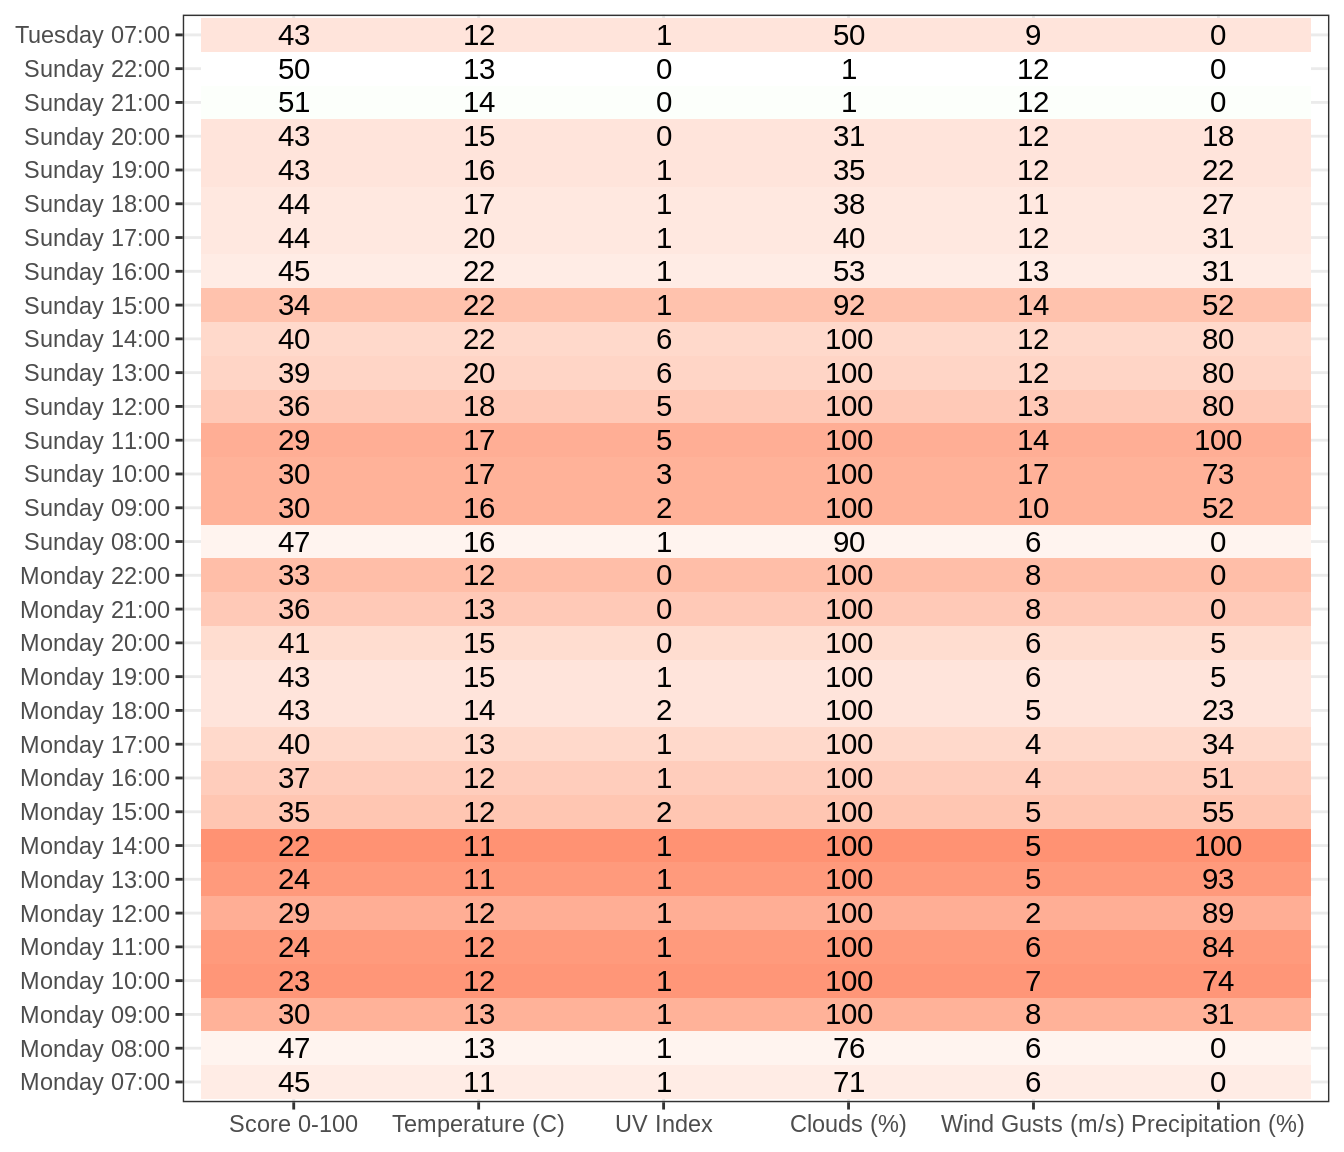 Tuesday 07:00 43 12 1 50 9 0
Sunday 22:00 50 13 0 1 12 0
Sunday 21:00 51 14 0 1 12 0
Sunday 20:00 43 15 0 31 12 18
Sunday 19:00 43 16 1 35 12 22
Sunday 18:00 44 17 1 38 11 27
Sunday 17:00 44 20 1 40 12 31
Sunday 16:00 45 22 1 53 13 31
Sunday 15:00 34 22 1 92 14 52
Sunday 14:00 40 22 6 100 12 80
Sunday 13:00 39 20 6 100 12 80
Sunday 12:00 36 18 5 100 13 80
Sunday 11:00 29 17 5 100 14 100
Sunday 10:00 30 17 3 100 17 73
Sunday 09:00 30 16 2 100 10 52
Sunday 08:00 47 16 1 90 6 0
Monday 22:00 33 12 0 100 8 0
Monday 21:00 36 13 0 100 8 0
Monday 20:00 41 15 0 100 6 5
Monday 19:00 43 15 1 100 6 5
Monday 18:00 43 14 2 100 5 23
Monday 17:00 40 13 1 100 4 34
Monday 16:00 37 12 1 100 4 51
Monday 15:00 35 12 2 100 5 55
Monday 14:00 22 11 1 100 5 100
Monday 13:00 24 11 1 100 5 93
Monday 12:00 29 12 1 100 2 89
Monday 11:00 24 12 1 100 6 84
Monday 10:00 23 12 1 100 7 74
Monday 09:00 30 13 1 100 8 31
Monday 08:00 47 13 1 76 6 0
Monday 07:00 45 11 1 71 6 0
Score 0-100 Temperature (C) UV Index Clouds (%) Wind Gusts (m/s) Precipitation (%)